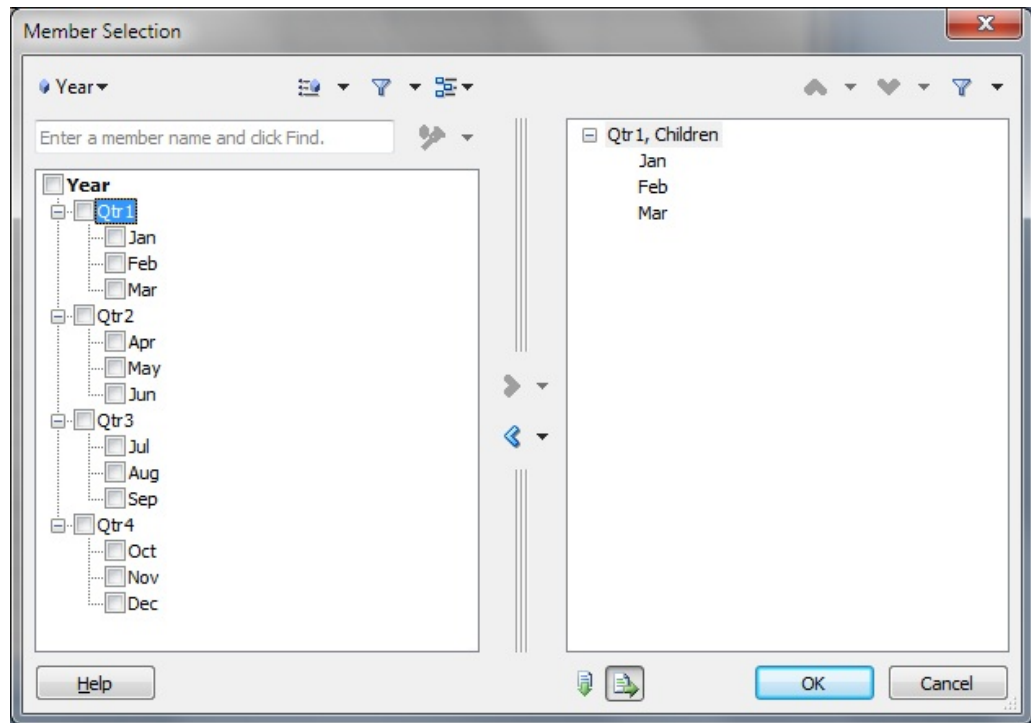 Member Selection
Year
Enter a member name and click Find.
Year
Qtr1
Jan
Feb
Mar
Qtr2
Apr
May
Jun
Qtr3
Jul
Aug
Sep
Qtr4
Oct
Nov
Dec
Qtr1, Children
Jan
Feb
Mar
Help
OK
Cancel